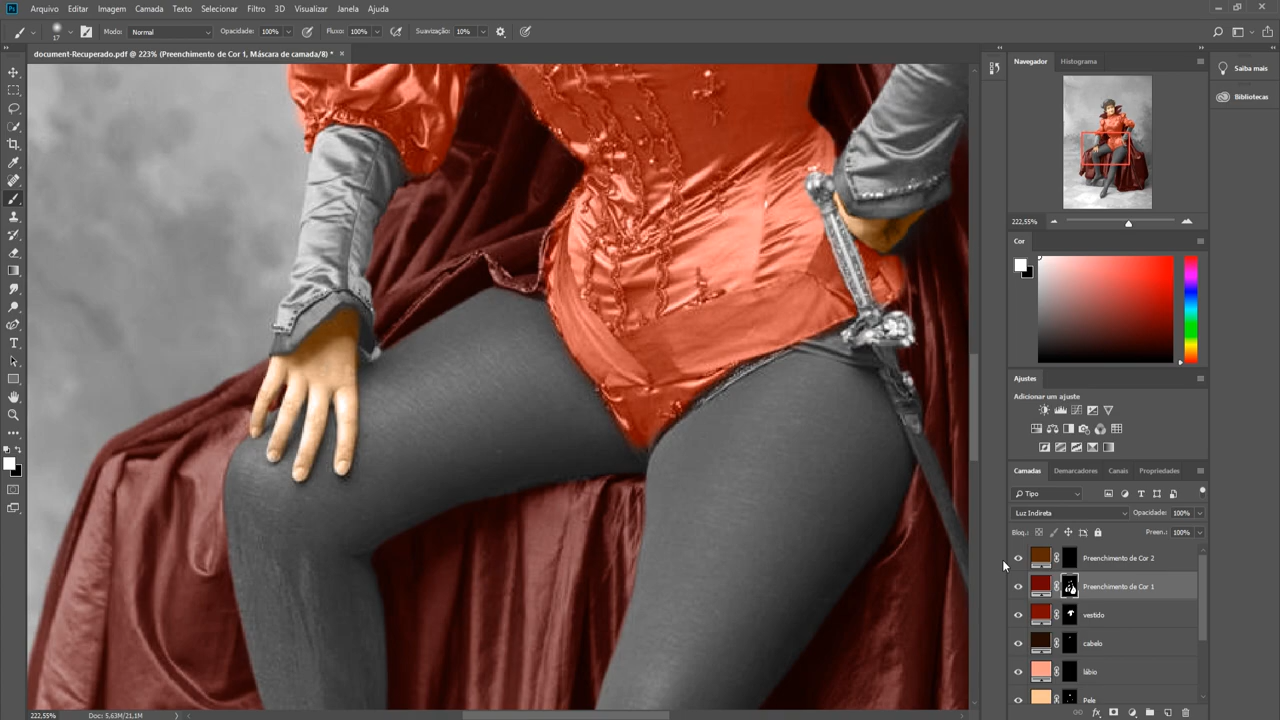 Ps Arquivo Editar Imagem Camada Texto Selecionar Filtro 3D Visualizar Janela Ajuda
17 Modo: Normal Opacidade: 100% Fluxo: 100% Suavização: 10%
document-Recuperado.pdf @ 223% (Preenchimento de Cor 1, Máscara de camada/8) * ×
Navegador Histograma
Saiba mais
Bibliotecas
222,55%
Cor
Ajustes
Adicionar um ajuste
Camadas Demarcadores Canais Propriedades
Tipo
Luz Indireta Opacidade: 100%
Bloq.: Preen.: 100%
Preenchimento de Cor 2
Preenchimento de Cor 1
vestido
cabelo
lábio
Pele
222,55% Doc: 5,63M/21,1M
fx